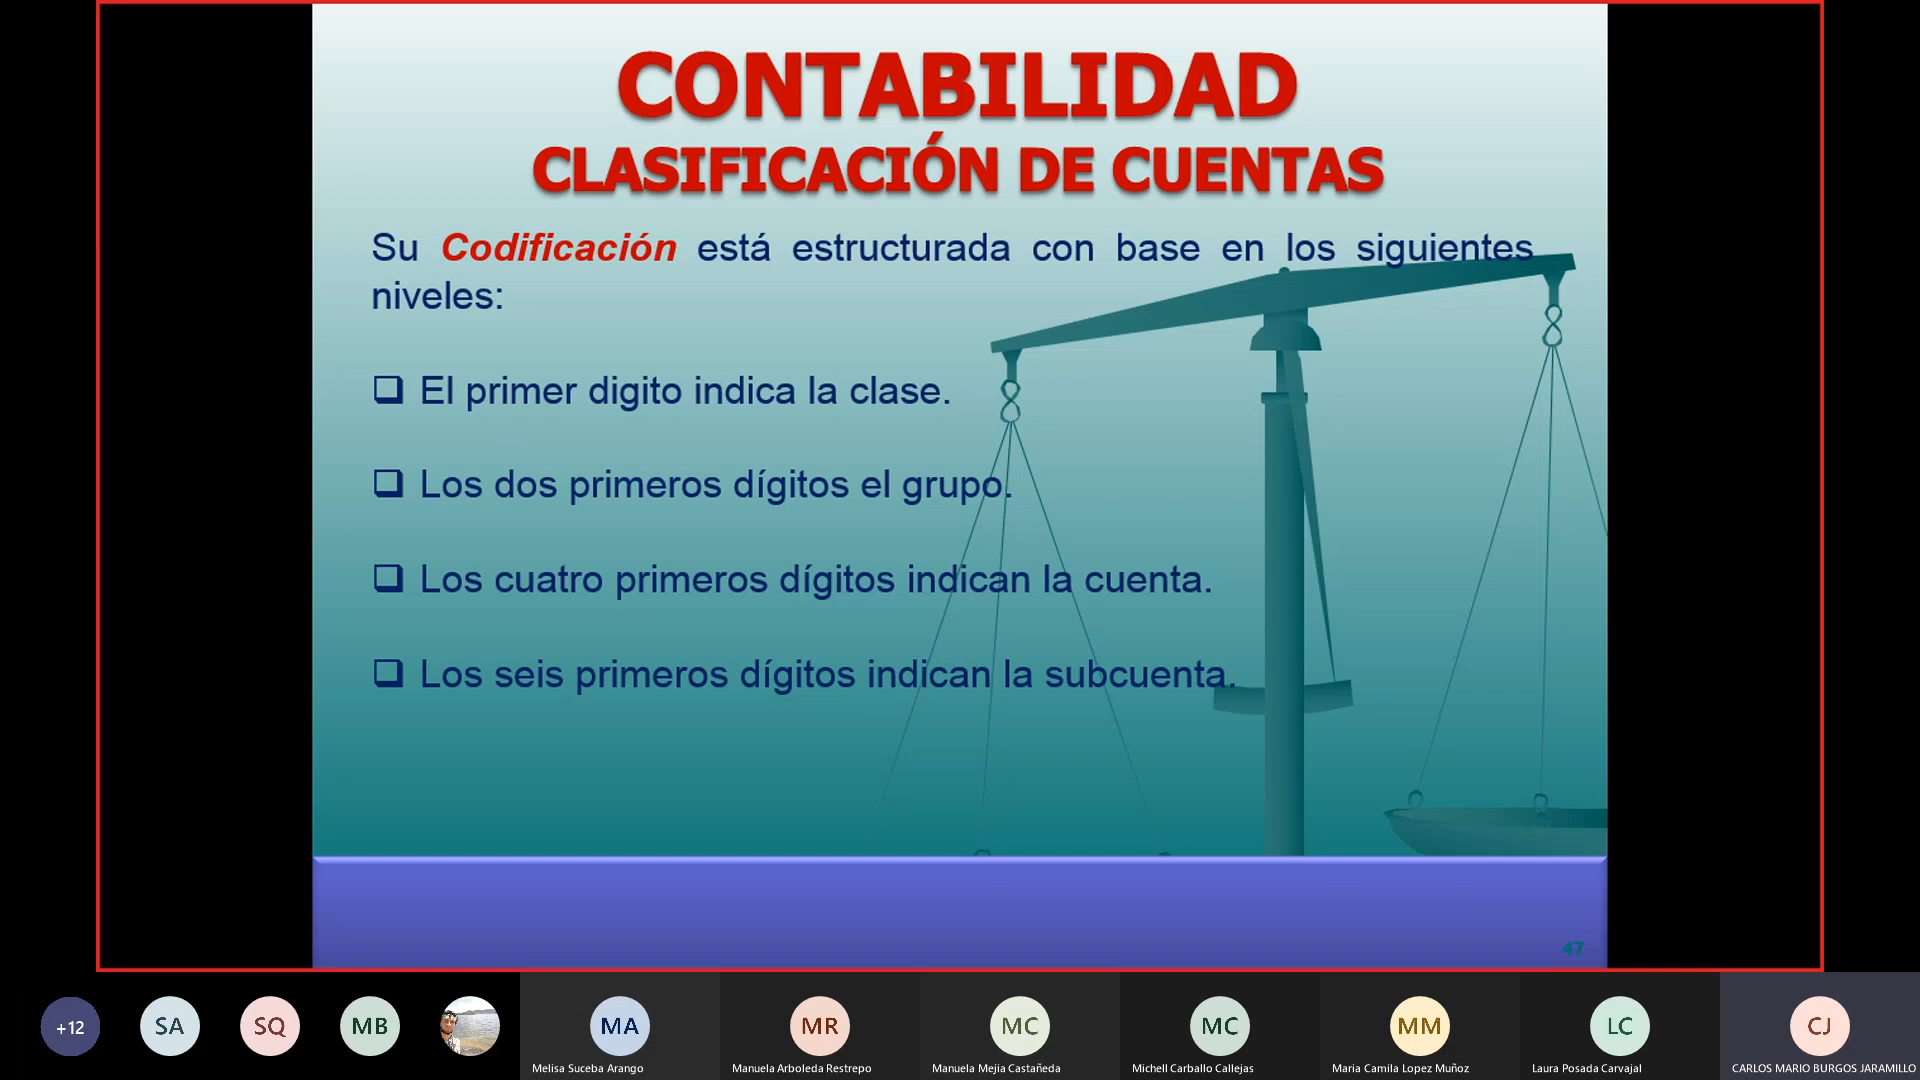 CONTABILIDAD
CLASIFICACIÓN DE CUENTAS
Su Codificación está estructurada con base en los siguientes
niveles:
El primer digito indica la clase.
Los dos primeros dígitos el grupo.
Los cuatro primeros dígitos indican la cuenta.
Los seis primeros dígitos indican la subcuenta.
47
+12
SA
SQ
MB
MA
MR
MC
MC
MM
LC
CJ
Melisa Suceba Arango
Manuela Arboleda Restrepo
Manuela Mejia Castañeda
Michell Carballo Callejas
Maria Camila Lopez Muñoz
Laura Posada Carvajal
CARLOS MARIO BURGOS JARAMILLO